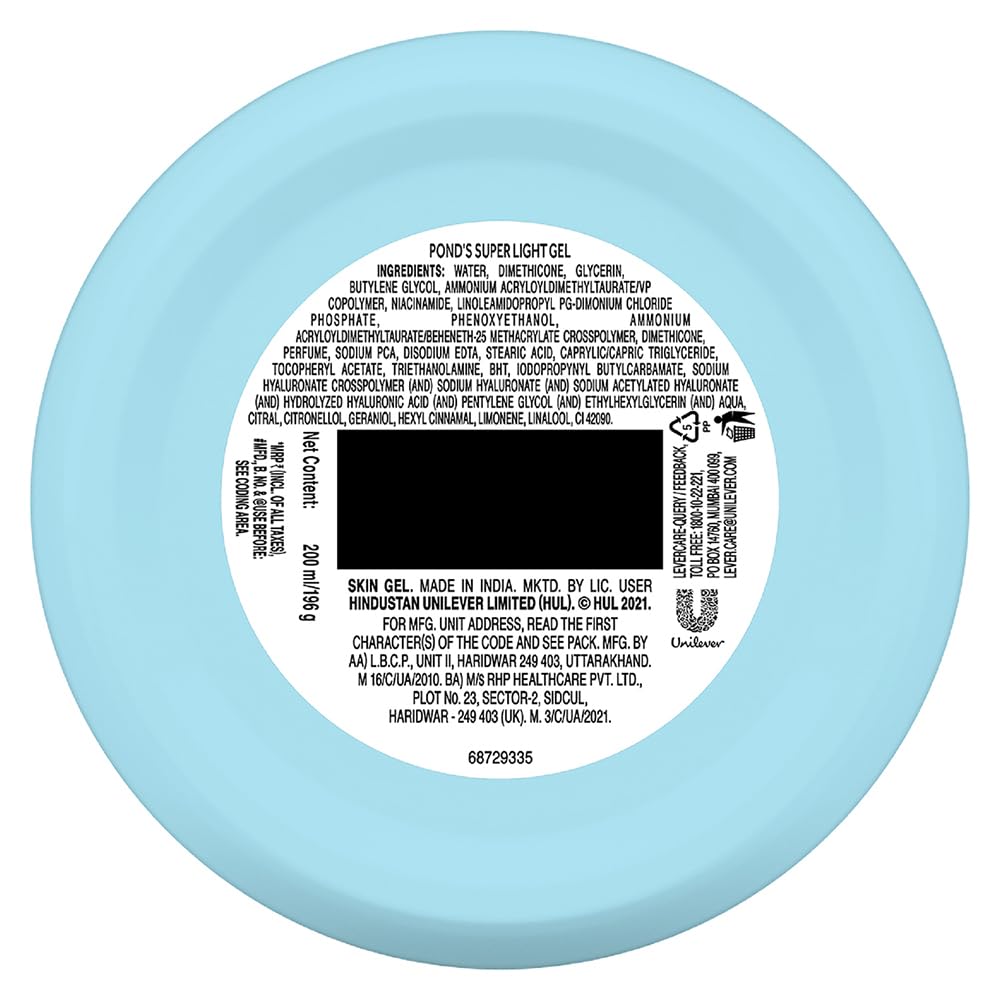 POND'S SUPER LIGHT GEL
INGREDIENTS: WATER, DIMETHICONE, GLYCERIN,
BUTYLENE GLYCOL, AMMONIUM ACRYLOYLDIMETHYLTAURATE/VP
COPOLYMER, NIACINAMIDE, LINOLEAMIDOPROPYL PG-DIMONIUM CHLORIDE
PHOSPHATE, PHENOXYETHANOL, AMMONIUM
ACRYLOYLDIMETHYLTAURATE/BEHENETH-25 METHACRYLATE CROSSPOLYMER, DIMETHICONE,
PERFUME, SODIUM PCA, DISODIUM EDTA, STEARIC ACID, CAPRYLIC/CAPRIC TRIGLYCERIDE,
TOCOPHERYL ACETATE, TRIETHANOLAMINE, BHT, IODOPROPYNYL BUTYLCARBAMATE, SODIUM
HYALURONATE CROSSPOLYMER (AND) SODIUM HYALURONATE (AND) SODIUM ACETYLATED HYALURONATE
(AND) HYDROLYZED HYALURONIC ACID (AND) PENTYLENE GLYCOL (AND) ETHYLHEXYLGLYCERIN (AND) AQUA,
CITRAL, CITRONELLOL, GERANIOL, HEXYL CINNAMAL, LIMONENE, LINALOOL, CI 42090.
Net Content: 200 ml/196 g
*MRP ₹ (INCL. OF ALL TAXES),
#MFD., B. NO. & @USE BEFORE:
SEE CODING AREA.
5
PP
LEVERCARE-QUERY / FEEDBACK,
TOLL FREE: 1800-10-22-221,
PO BOX 14760, MUMBAI 400 099,
LEVER.CARE@UNILEVER.COM
Unilever
SKIN GEL. MADE IN INDIA. MKTD. BY LIC. USER
HINDUSTAN UNILEVER LIMITED (HUL). © HUL 2021.
FOR MFG. UNIT ADDRESS, READ THE FIRST
CHARACTER(S) OF THE CODE AND SEE PACK. MFG. BY
AA) L.B.C.P., UNIT II, HARIDWAR 249 403, UTTARAKHAND.
M 16/C/UA/2010. BA) M/S RHP HEALTHCARE PVT. LTD.,
PLOT No. 23, SECTOR-2, SIDCUL,
HARIDWAR - 249 403 (UK). M. 3/C/UA/2021.
68729335